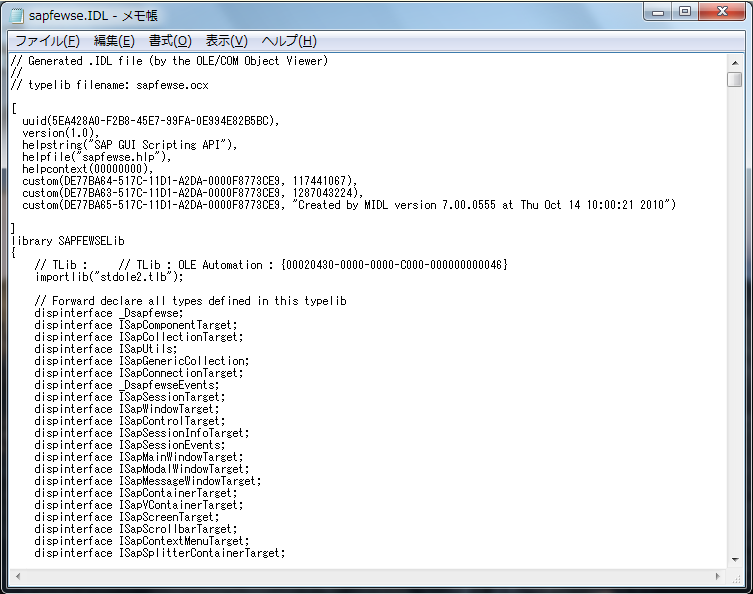 sapfewse.IDL - メモ帳
ファイル(F) 編集(E) 書式(O) 表示(V) ヘルプ(H)
// Generated .IDL file (by the OLE/COM Object Viewer)
//
// typelib filename: sapfewse.ocx
[
  uuid(5EA428A0-F2B8-45E7-99FA-0E994E82B5BC),
  version(1.0),
  helpstring("SAP GUI Scripting API"),
  helpfile("sapfewse.hlp"),
  helpcontext(00000000),
  custom(DE77BA64-517C-11D1-A2DA-0000F8773CE9, 117441067),
  custom(DE77BA63-517C-11D1-A2DA-0000F8773CE9, 1287043224),
  custom(DE77BA65-517C-11D1-A2DA-0000F8773CE9, "Created by MIDL version 7.00.0555 at Thu Oct 14 10:00:21 2010")
]
library SAPFEWSELib
{
    // TLib :     // TLib : OLE Automation : {00020430-0000-0000-C000-000000000046}
    importlib("stdole2.tlb");
    // Forward declare all types defined in this typelib
    dispinterface _Dsapfewse;
    dispinterface ISapComponentTarget;
    dispinterface ISapCollectionTarget;
    dispinterface ISapUtils;
    dispinterface ISapGenericCollection;
    dispinterface ISapConnectionTarget;
    dispinterface _DsapfewseEvents;
    dispinterface ISapSessionTarget;
    dispinterface ISapWindowTarget;
    dispinterface ISapControlTarget;
    dispinterface ISapSessionInfoTarget;
    dispinterface ISapSessionEvents;
    dispinterface ISapMainWindowTarget;
    dispinterface ISapModalWindowTarget;
    dispinterface ISapMessageWindowTarget;
    dispinterface ISapContainerTarget;
    dispinterface ISapVContainerTarget;
    dispinterface ISapScreenTarget;
    dispinterface ISapScrollbarTarget;
    dispinterface ISapContextMenuTarget;
    dispinterface ISapSplitterContainerTarget;